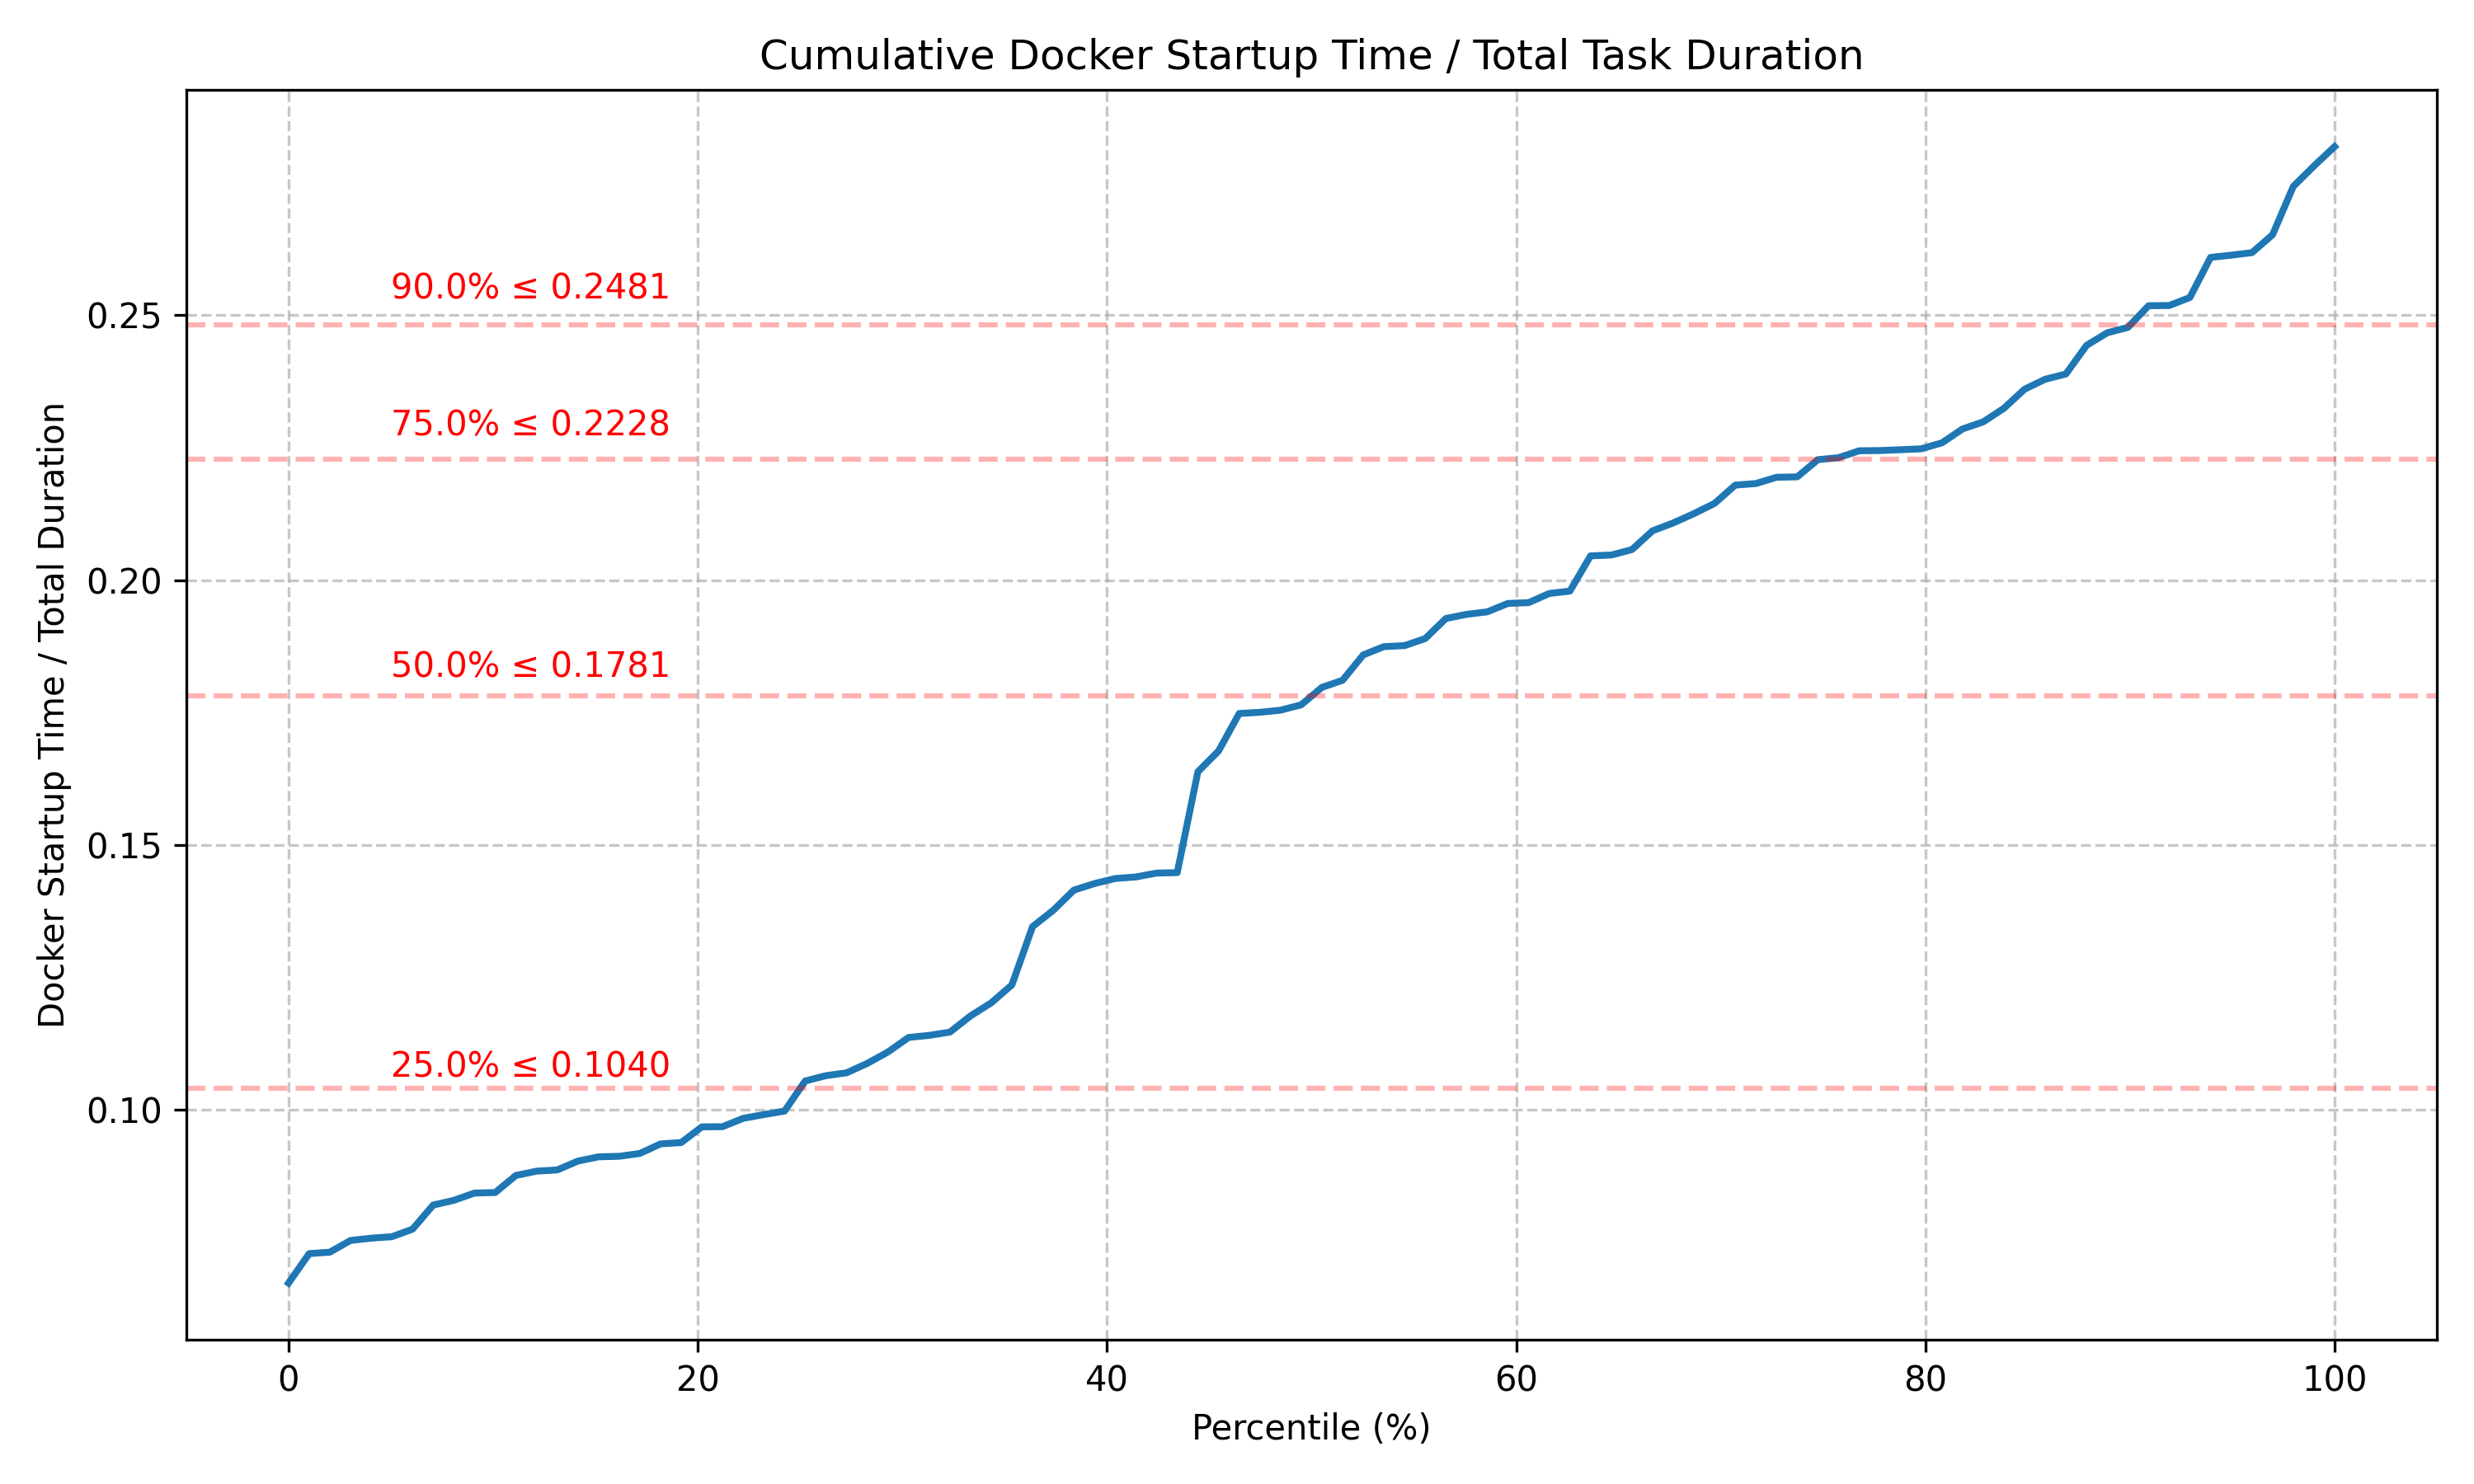 Cumulative Docker Startup Time / Total Task Duration
Docker Startup Time / Total Duration
0.25
0.20
0.15
0.10
90.0% ≤ 0.2481
75.0% ≤ 0.2228
50.0% ≤ 0.1781
25.0% ≤ 0.1040
0 20 40 60 80 100
Percentile (%)